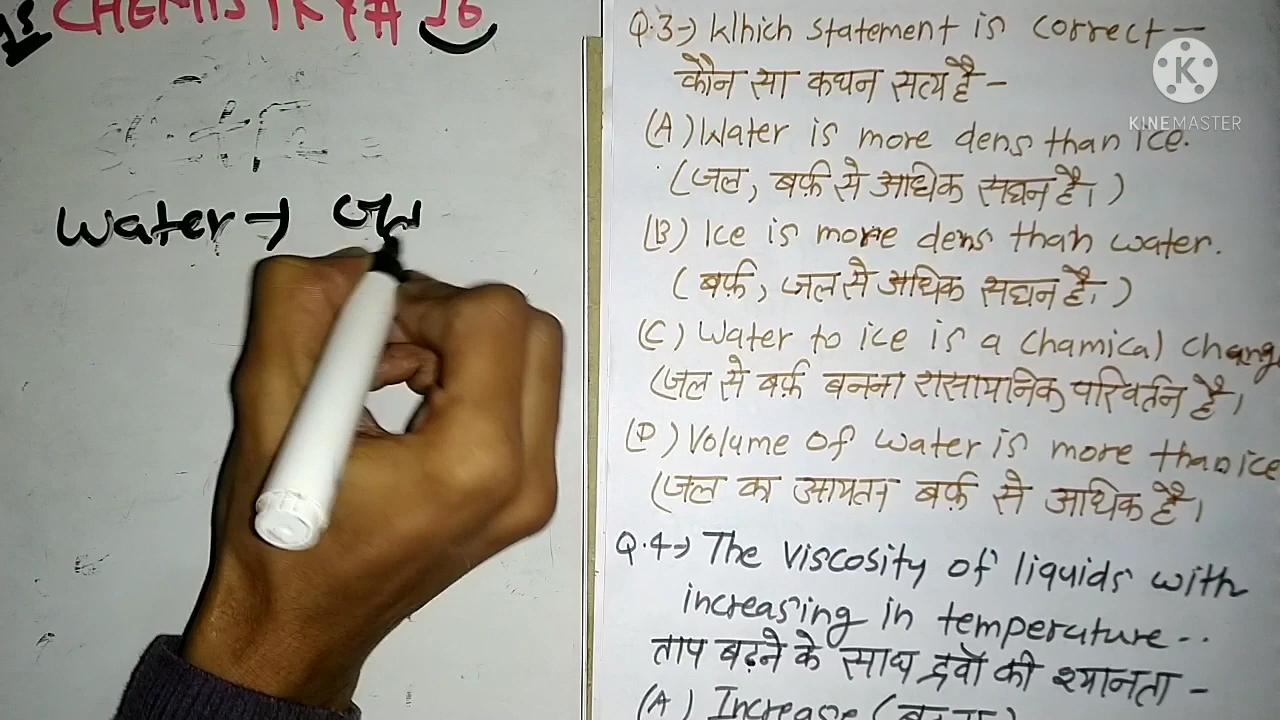 CHEMISTRY# 16
Water → जल
Q.3→ Which statement is correct—
कौन सा कथन सत्य है –
(A) Water is more dens than ice.
(जल, बर्फ़ से अधिक सघन है।)
(B) Ice is more dens than water.
(बर्फ़, जल से अधिक सघन है।)
(C) Water to ice is a chamical chang
(जल से बर्फ़ बनना रासायनिक परिवर्तन है।
(D) Volume of water is more than ice
(जल का आयतन बर्फ़ से अधिक है।
Q.4→ The viscosity of liquids with
increasing in temperature..
ताप बढ़ने के साथ द्रवों की श्यानता –
(A) Increase (
K
KINEMASTER